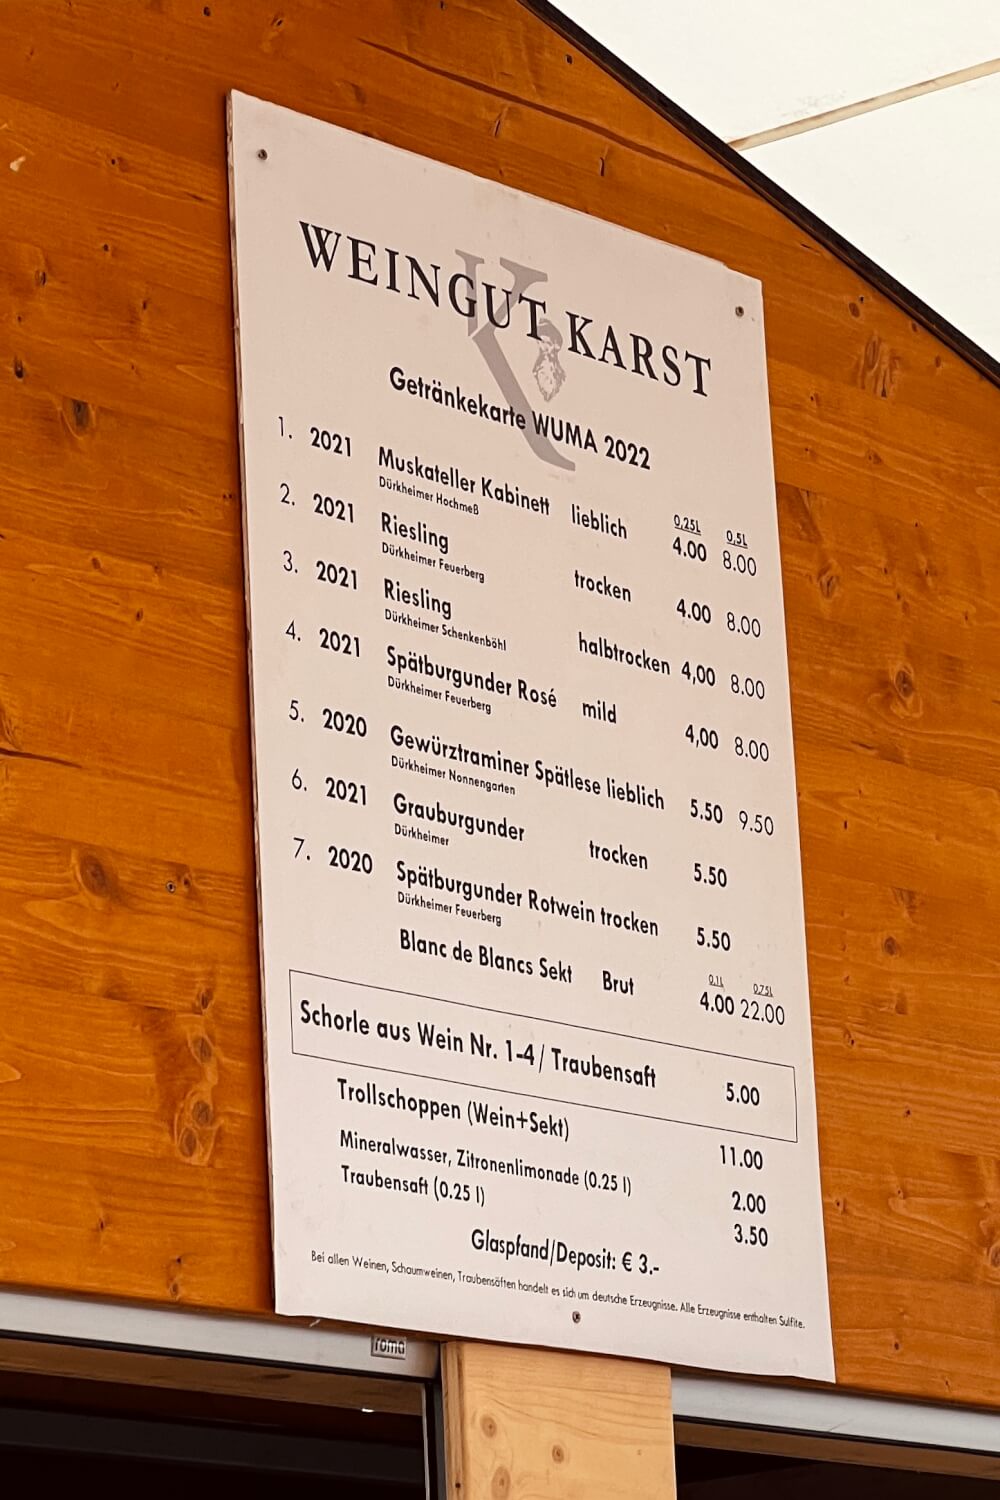 WEINGUT KARST
K
Getränkekarte WUMA 2022
0,25L 0,5L
1. 2021 Muskateller Kabinett lieblich 4.00 8.00
Dürkheimer Hochmeß
2. 2021 Riesling trocken 4.00 8.00
Dürkheimer Feuerberg
3. 2021 Riesling halbtrocken 4,00 8.00
Dürkheimer Schenkenböhl
4. 2021 Spätburgunder Rosé mild 4,00 8.00
Dürkheimer Feuerberg
5. 2020 Gewürztraminer Spätlese lieblich 5.50 9.50
Dürkheimer Nonnengarten
6. 2021 Grauburgunder trocken 5.50
Dürkheimer
7. 2020 Spätburgunder Rotwein trocken 5.50
Dürkheimer Feuerberg
0,1L 0,75L
Blanc de Blancs Sekt Brut 4.00 22.00
Schorle aus Wein Nr. 1-4/ Traubensaft 5.00
Trollschoppen (Wein+Sekt) 11.00
Mineralwasser, Zitronenlimonade (0.25 l) 2.00
Traubensaft (0.25 l) 3.50
Glaspfand/Deposit: € 3.-
Bei allen Weinen, Schaumweinen, Traubensäften handelt es sich um deutsche Erzeugnisse. Alle Erzeugnisse enthalten Sulfite.
roma